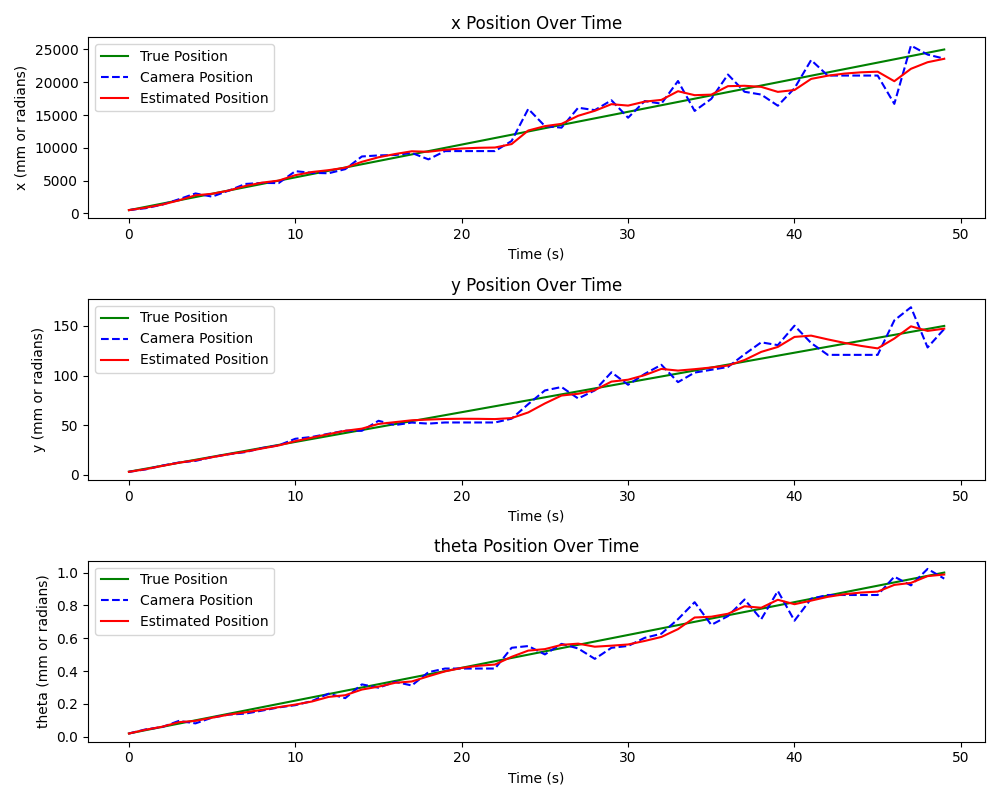 x Position Over Time
x (mm or radians)
25000
20000
15000
10000
5000
0
True Position
Camera Position
Estimated Position
0 10 20 30 40 50
Time (s)
y Position Over Time
y (mm or radians)
150
100
50
0
True Position
Camera Position
Estimated Position
0 10 20 30 40 50
Time (s)
theta Position Over Time
theta (mm or radians)
1.0
0.8
0.6
0.4
0.2
0.0
True Position
Camera Position
Estimated Position
0 10 20 30 40 50
Time (s)